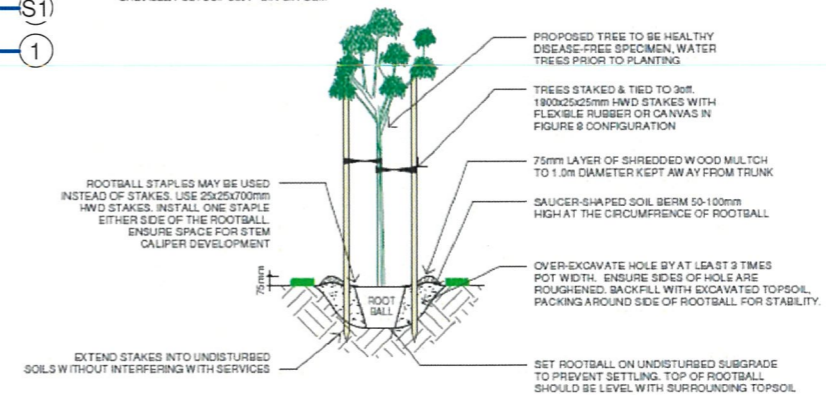 (S1)
1
PROPOSED TREE TO BE HEALTHY
DISEASE-FREE SPECIMEN, WATER
TREES PRIOR TO PLANTING
TREES STAKED & TIED TO 3off.
1800x25x25mm HWD STAKES WITH
FLEXIBLE RUBBER OR CANVAS IN
FIGURE 8 CONFIGURATION
75mm LAYER OF SHREDDED WOOD MULTCH
TO 1.0m DIAMETER KEPT AWAY FROM TRUNK
ROOTBALL STAPLES MAY BE USED
INSTEAD OF STAKES. USE 25x25x700mm
HWD STAKES. INSTALL ONE STAPLE
EITHER SIDE OF THE ROOTBALL.
ENSURE SPACE FOR STEM
CALIPER DEVELOPMENT
SAUCER-SHAPED SOIL BERM 50-100mm
HIGH AT THE CIRCUMFRENCE OF ROOTBALL
75mm
ROOT
BALL
OVER-EXCAVATE HOLE BY AT LEAST 3 TIMES
POT WIDTH. ENSURE SIDES OF HOLE ARE
ROUGHENED. BACKFILL WITH EXCAVATED TOPSOIL,
PACKING AROUND SIDE OF ROOTBALL FOR STABILITY.
EXTEND STAKES INTO UNDISTURBED
SOILS WITHOUT INTERFERING WITH SERVICES
SET ROOTBALL ON UNDISTURBED SUBGRADE
TO PREVENT SETTLING. TOP OF ROOTBALL
SHOULD BE LEVEL WITH SURROUNDING TOPSOIL